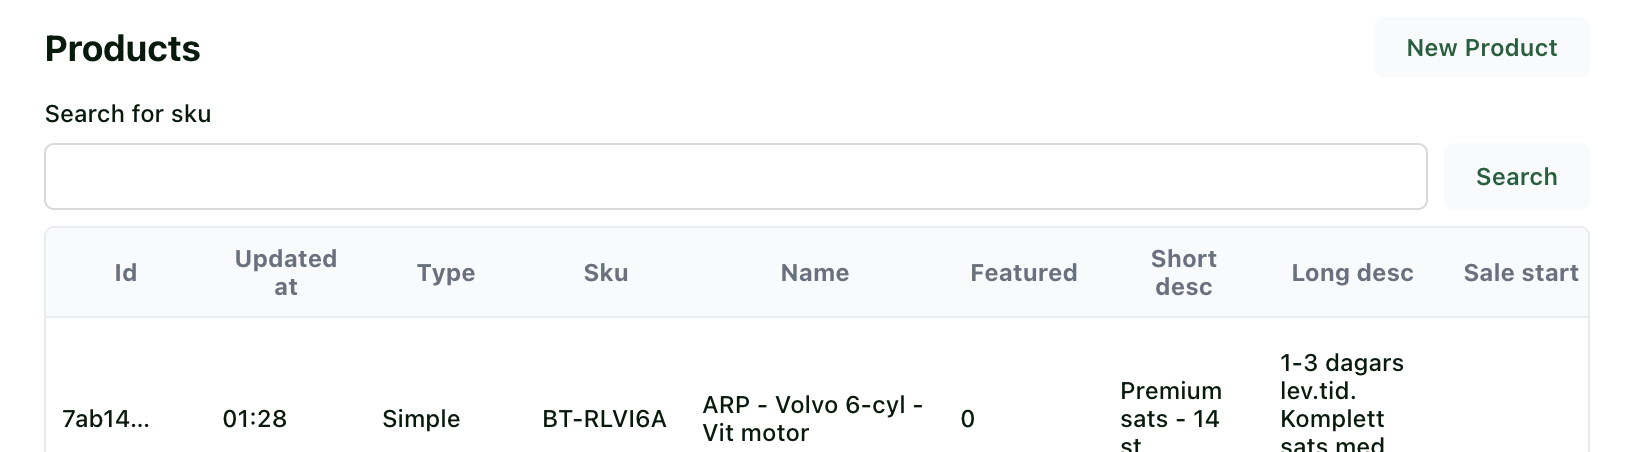 Products
New Product
Search for sku
Search
Id
Updated
at
Type
Sku
Name
Featured
Short
desc
Long desc
Sale start
7ab14...
01:28
Simple
BT-RLVI6A
ARP - Volvo 6-cyl -
Vit motor
0
Premium
sats - 14
st
1-3 dagars
lev.tid.
Komplett
sats med